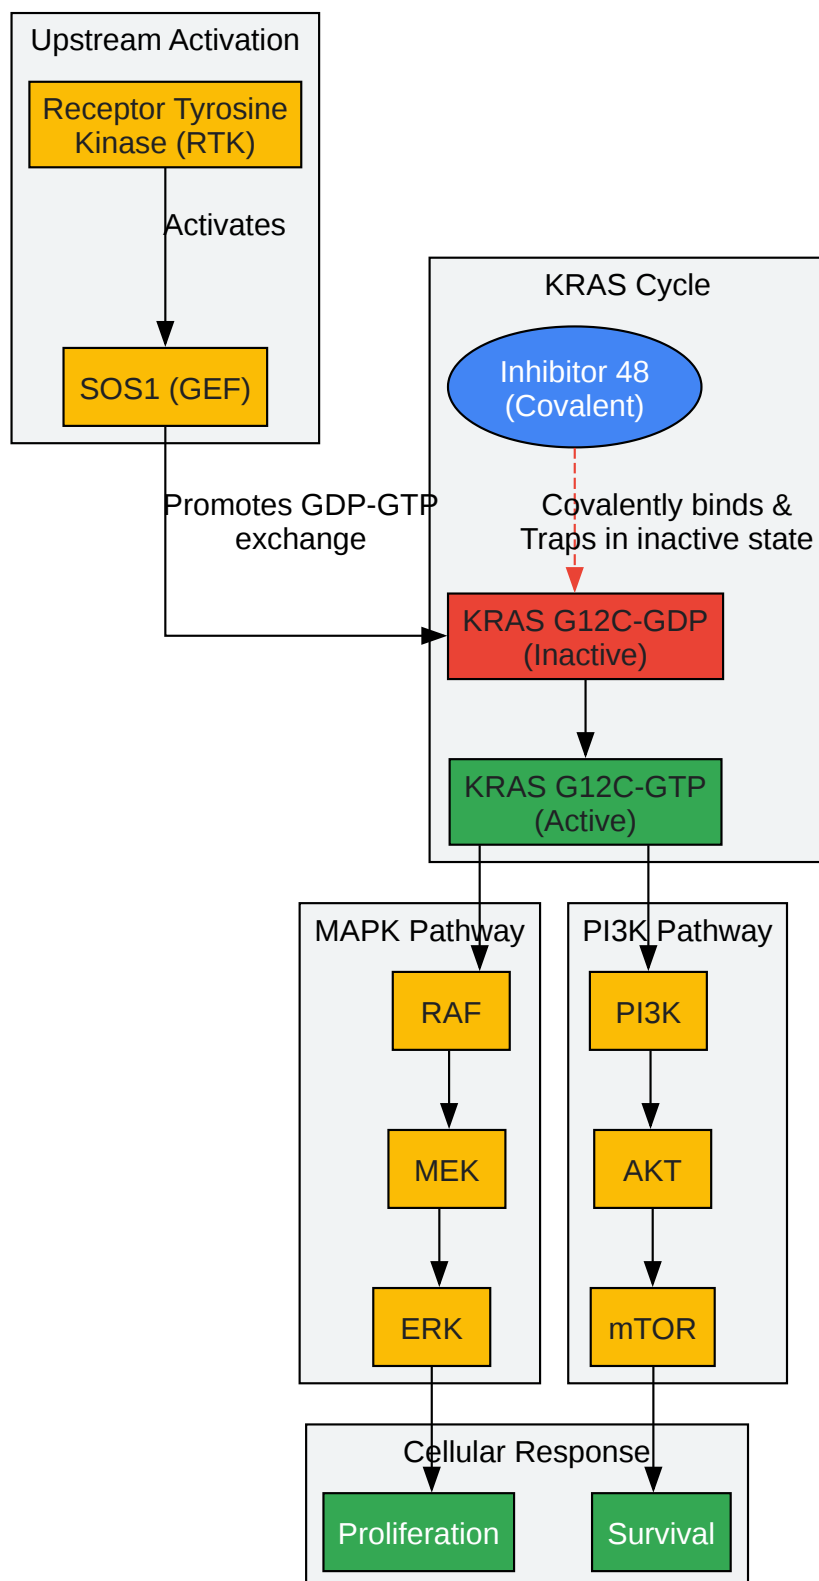 Upstream Activation
Receptor Tyrosine
Kinase (RTK)
Activates
SOS1 (GEF)
KRAS Cycle
Inhibitor 48
(Covalent)
Promotes GDP-GTP
exchange
Covalently binds &
Traps in inactive state
KRAS G12C-GDP
(Inactive)
KRAS G12C-GTP
(Active)
MAPK Pathway
PI3K Pathway
RAF
PI3K
MEK
AKT
ERK
mTOR
Cellular Response
Proliferation
Survival